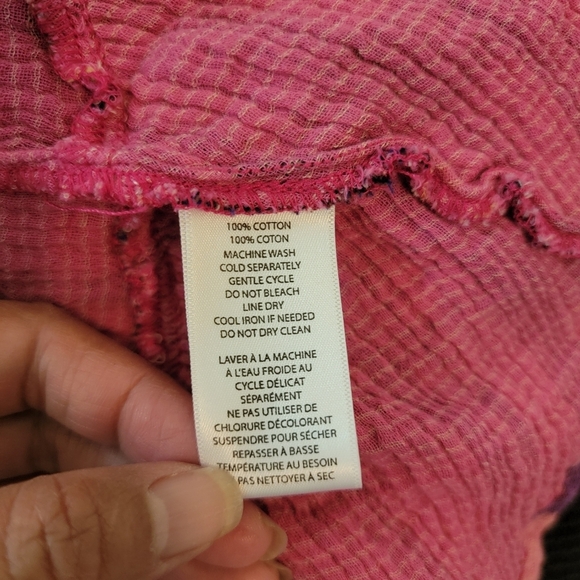 100% COTTON
100% COTON
MACHINE WASH
COLD SEPARATELY
GENTLE CYCLE
DO NOT BLEACH
LINE DRY
COOL IRON IF NEEDED
DO NOT DRY CLEAN
LAVER À LA MACHINE
À L'EAU FROIDE AU
CYCLE DÉLICAT
SÉPARÉMENT
NE PAS UTILISER DE
CHLORURE DÉCOLORANT
SUSPENDRE POUR SÉCHER
REPASSER À BASSE
TEMPÉRATURE AU BESOIN
PAS NETTOYER À SEC